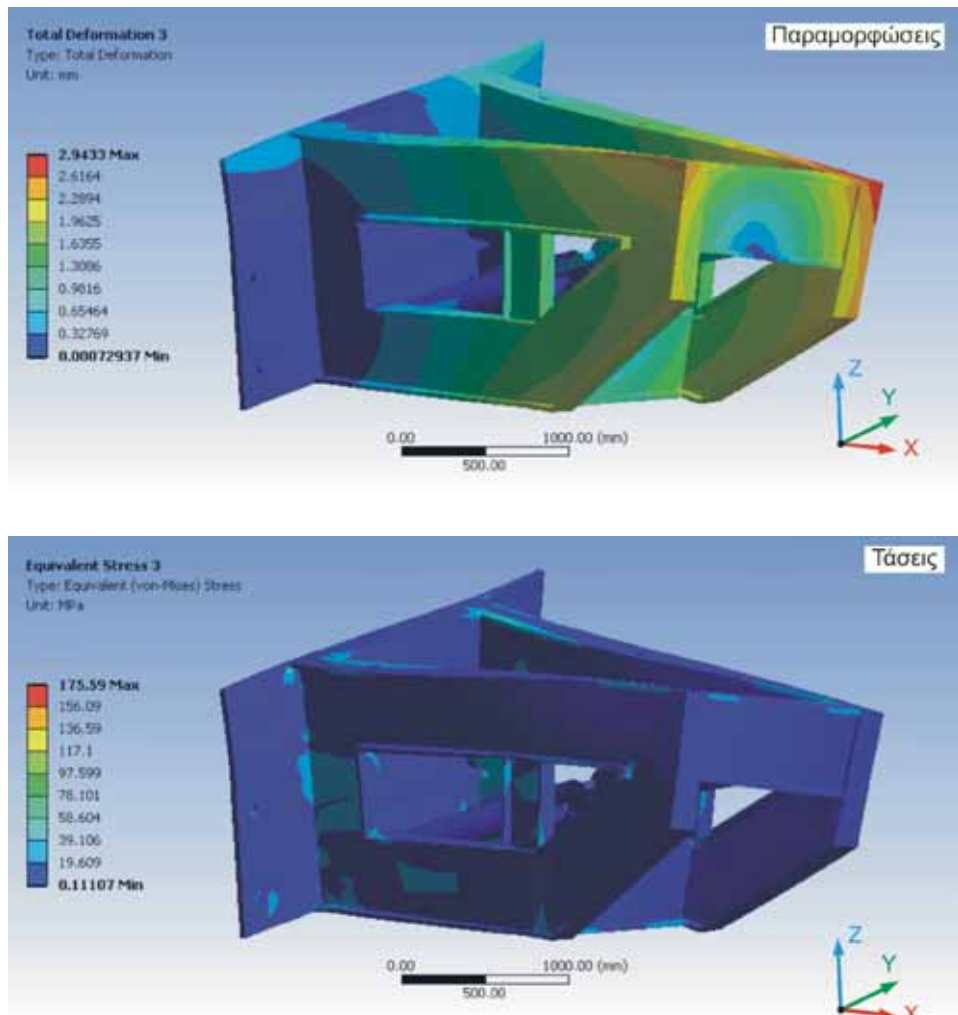 Total Deformation 3
Type: Total Deformation
Unit: mm
Παραμορφώσεις
2.9433 Max
2.6164
2.2894
1.9625
1.6355
1.3086
0.9816
0.65464
0.32769
0.00072937 Min
0.00
1000.00 (mm)
500.00
Z
Y
X
Equivalent Stress 3
Type: Equivalent (von-Mises) Stress
Unit: MPa
Τάσεις
175.59 Max
156.09
136.59
117.1
97.599
78.101
58.604
39.106
19.609
0.11107 Min
0.00
1000.00 (mm)
500.00
Z
Y
X